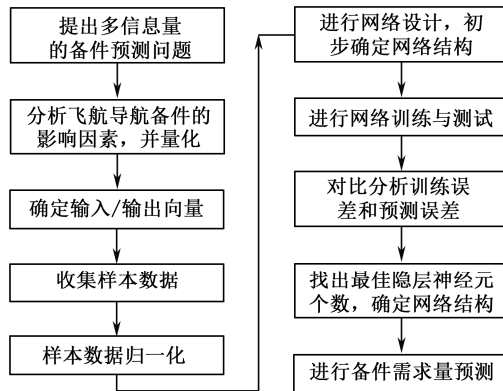 提出多信息量
的备件预测问题
分析飞航导航备件的
影响因素，并量化
确定输入/输出向量
收集样本数据
样本数据归一化
进行网络设计，初
步确定网络结构
进行网络训练与测试
对比分析训练误
差和预测误差
找出最佳隐层神经元
个数，确定网络结构
进行备件需求量预测